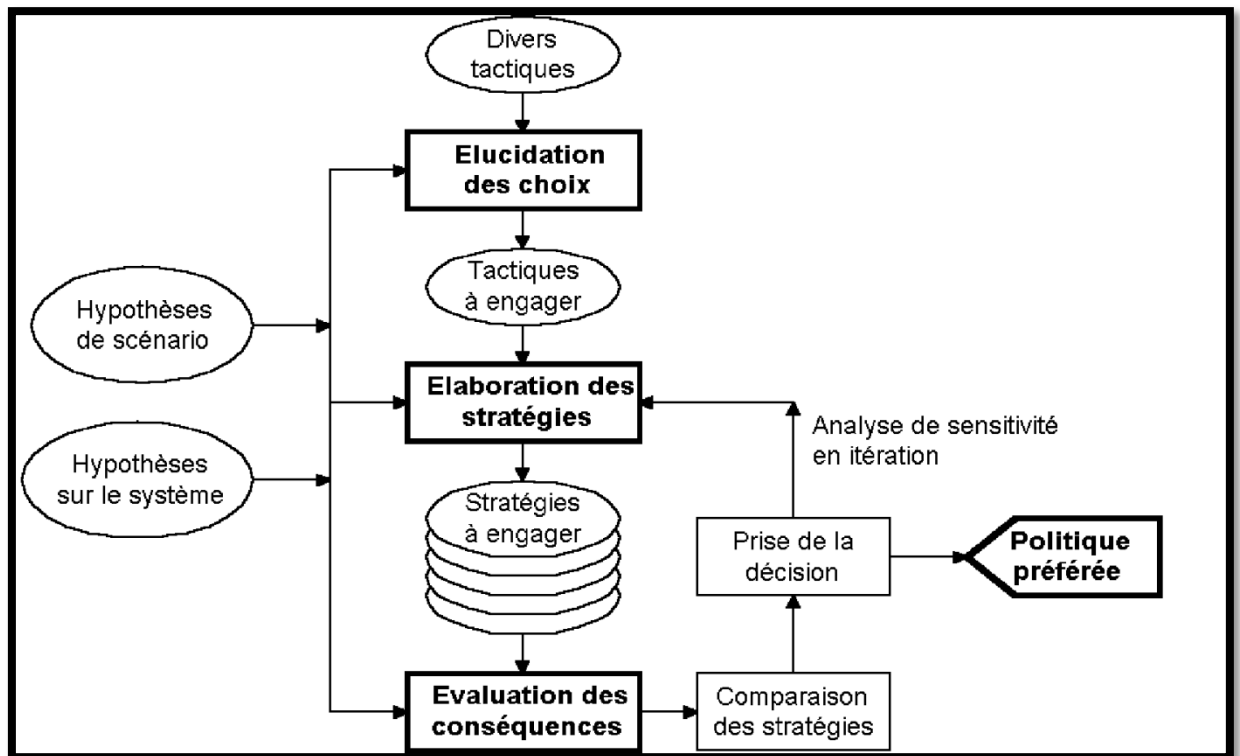 Divers
tactiques
Elucidation
des choix
Tactiques
à engager
Hypothèses
de scénario
Elaboration des
stratégies
Analyse de sensitivité
en itération
Hypothèses
sur le système
Stratégies
à engager
Prise de la
décision
Politique
préférée
Evaluation des
conséquences
Comparaison
des stratégies